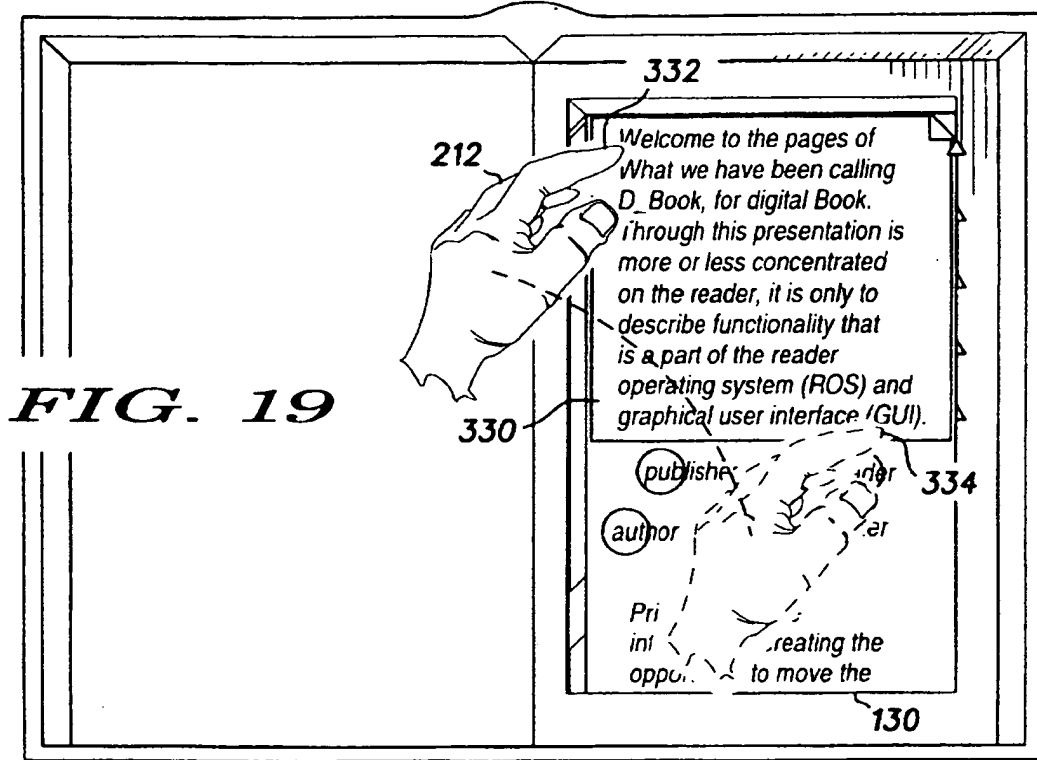 332
212
Welcome to the pages of
What we have been calling
D_Book, for digital Book.
Through this presentation is
more or less concentrated
on the reader, it is only to
describe functionality that
is a part of the reader
operating system (ROS) and
graphical user interface (GUI).
FIG. 19
330
334
author
reating the
to move the
130